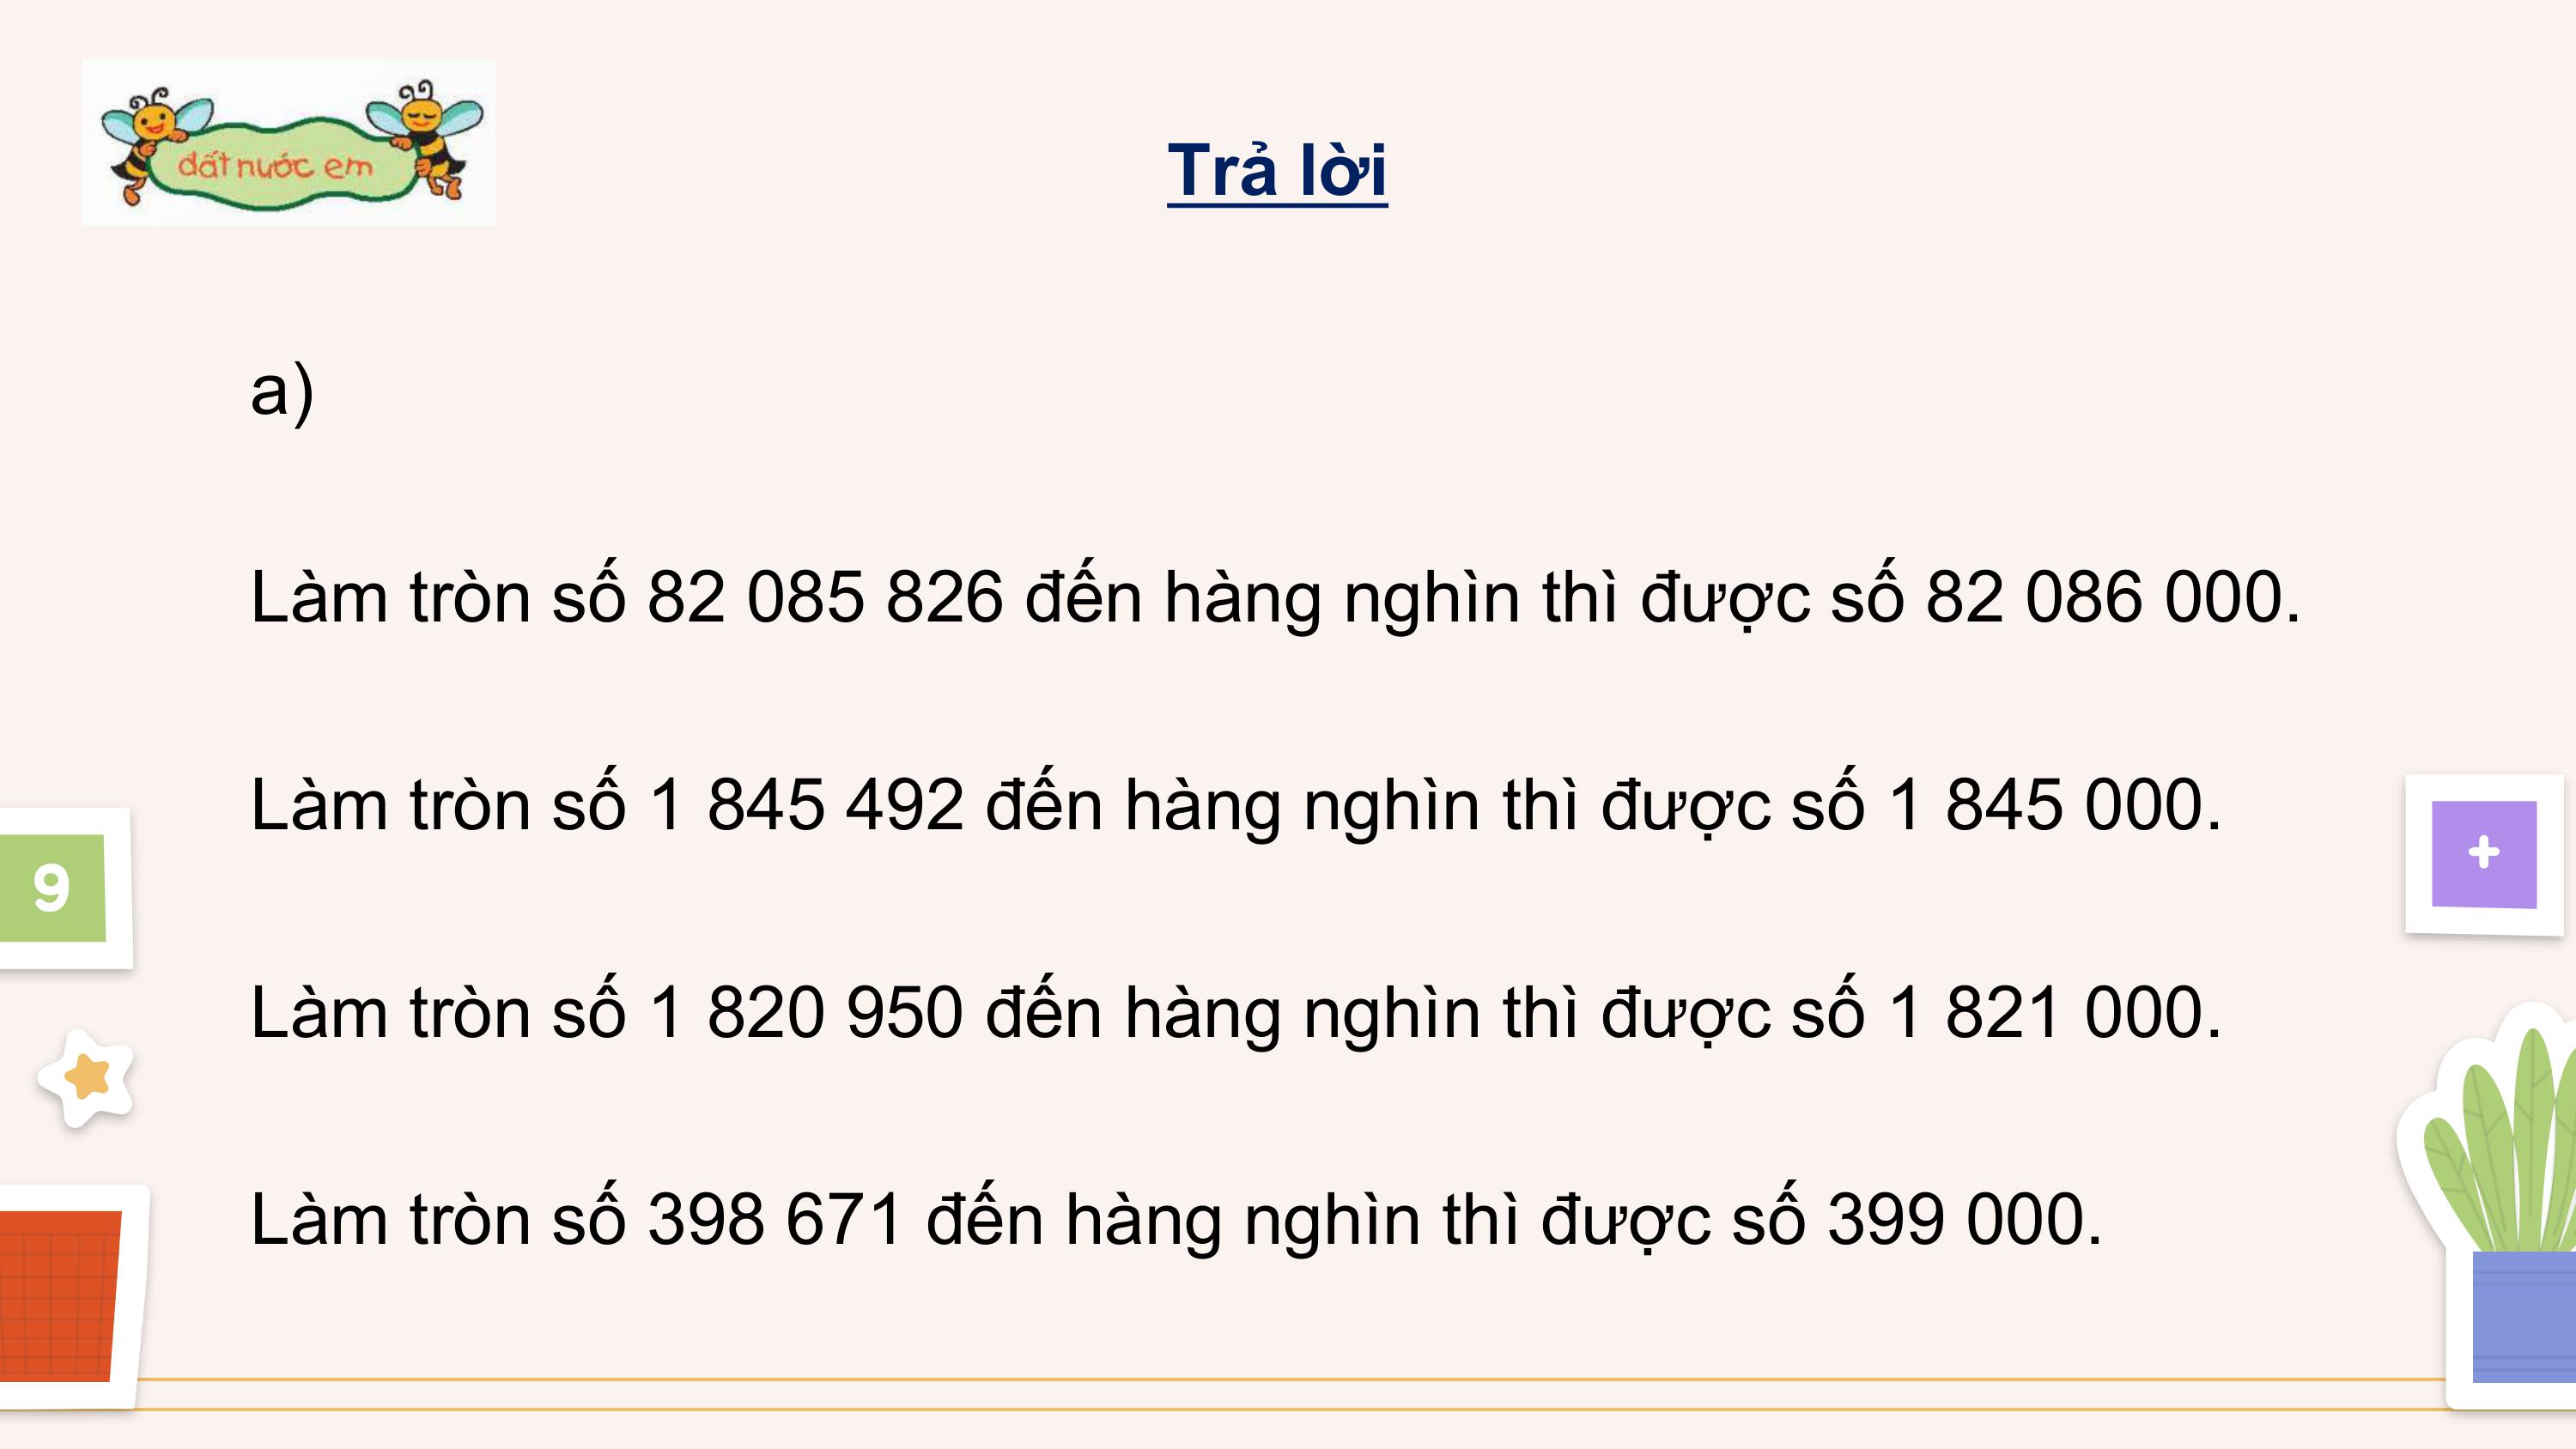 đất nước em
Trả lời
a)
Làm tròn số 82 085 826 đến hàng nghìn thì được số 82 086 000.
Làm tròn số 1 845 492 đến hàng nghìn thì được số 1 845 000.
9
+
Làm tròn số 1 820 950 đến hàng nghìn thì được số 1 821 000.
Làm tròn số 398 671 đến hàng nghìn thì được số 399 000.